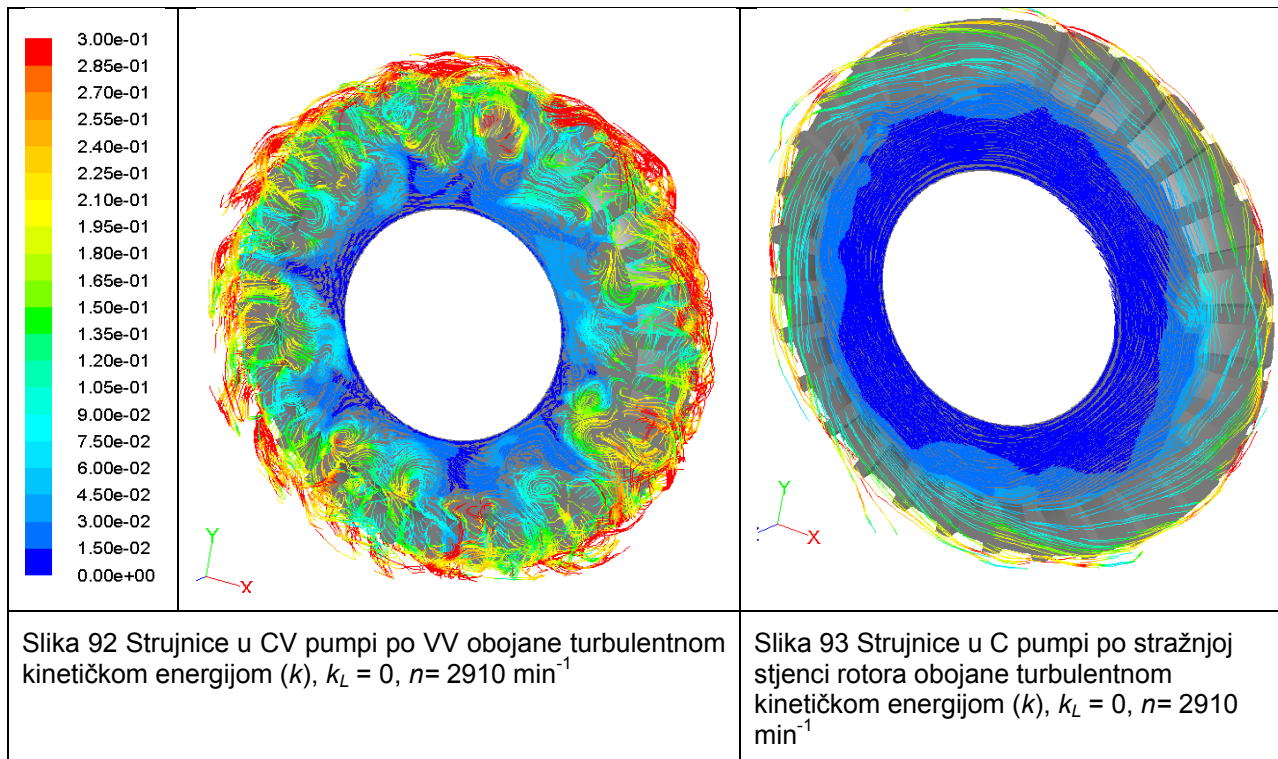 3.00e-01
2.85e-01
2.70e-01
2.55e-01
2.40e-01
2.25e-01
2.10e-01
1.95e-01
1.80e-01
1.65e-01
1.50e-01
1.35e-01
1.20e-01
1.05e-01
9.00e-02
7.50e-02
6.00e-02
4.50e-02
3.00e-02
1.50e-02
0.00e+00
Y
X
Y
X
Slika 92 Strujnice u CV pumpi po VV obojane turbulentnom
kinetičkom energijom (k), kL = 0, n= 2910 min-1
Slika 93 Strujnice u C pumpi po stražnjoj
stjenci rotora obojane turbulentnom
kinetičkom energijom (k), kL = 0, n= 2910
min-1